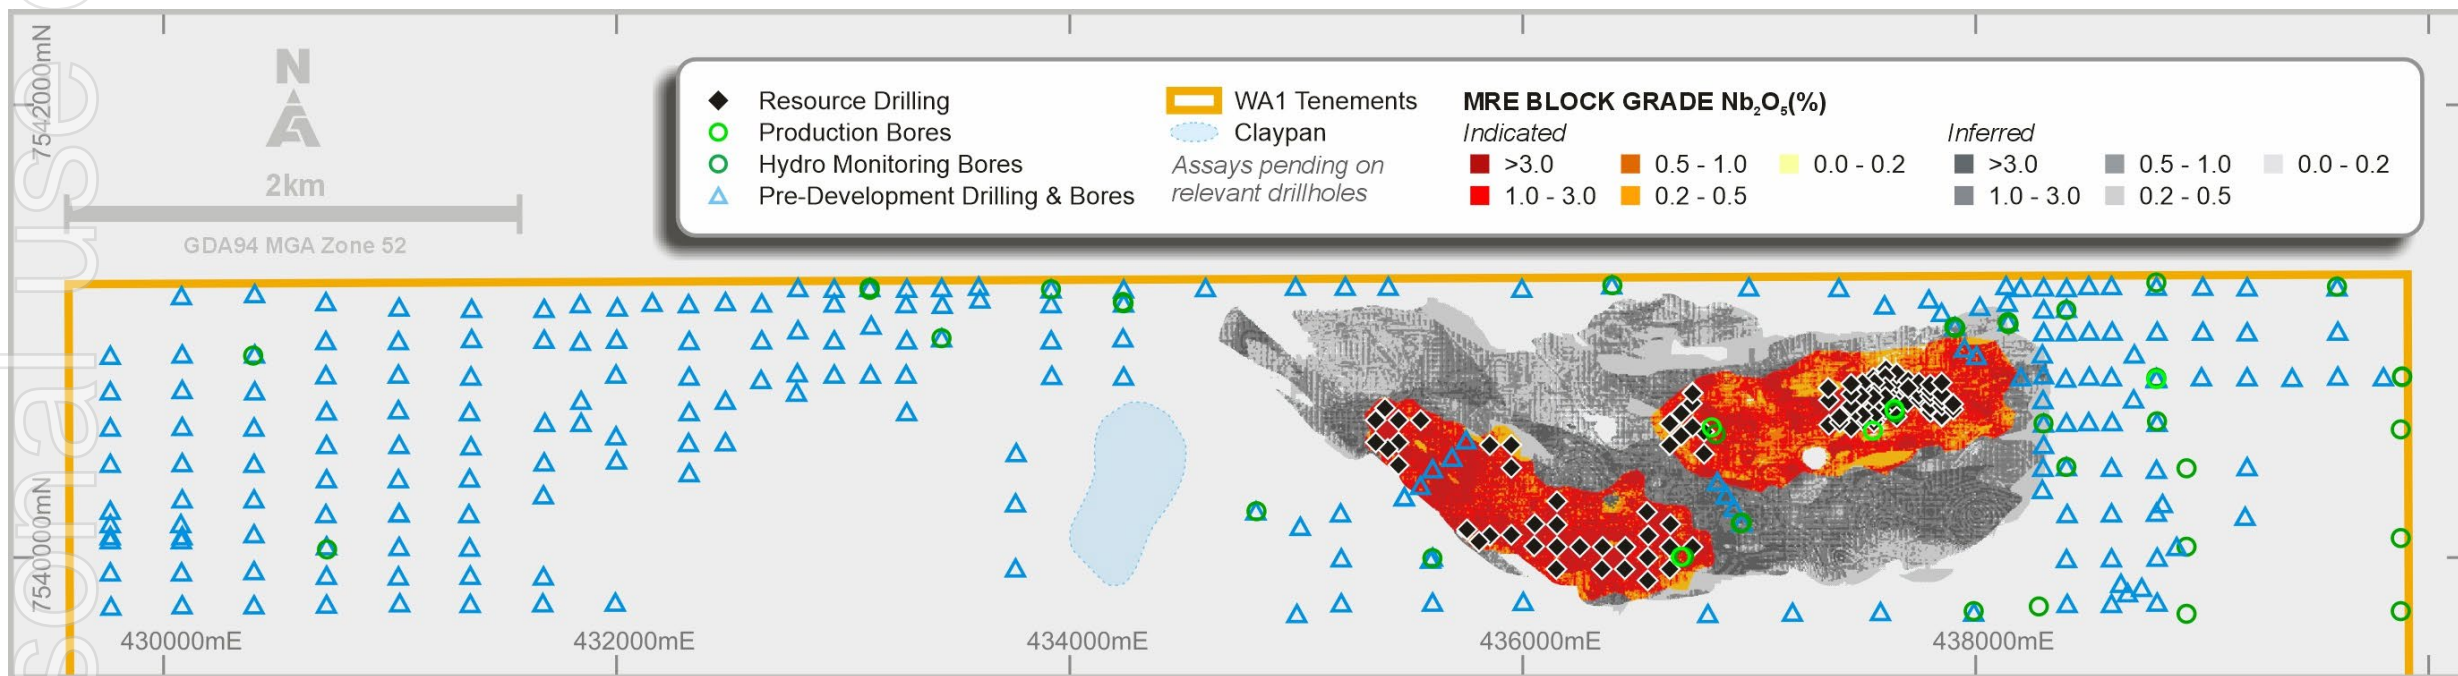 7542000mN
N
2km
GDA94 MGA Zone 52
Resource Drilling
Production Bores
Hydro Monitoring Bores
Pre-Development Drilling & Bores
WA1 Tenements
Claypan
Assays pending on
relevant drillholes
MRE BLOCK GRADE Nb₂O₅(%)
Indicated
>3.0
1.0 - 3.0
0.5 - 1.0
0.2 - 0.5
0.0 - 0.2
Inferred
>3.0
1.0 - 3.0
0.5 - 1.0
0.2 - 0.5
0.0 - 0.2
7540000mN
430000mE
432000mE
434000mE
436000mE
438000mE
sonal use